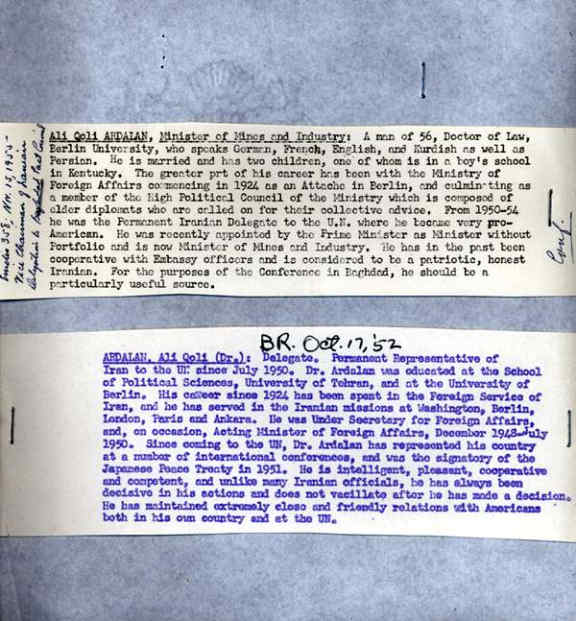 Ali Qoli ARDALAN, Minister of Mines and Industry: A man of 56, Doctor of Law,
Berlin University, who speaks German, French, English, and Kurdish as well as
Persian. He is married and has two children, one of whom is in a boy's school
in Kentucky. The greater prt of his career has been with the Ministry of
Foreign Affairs commencing in 1924 as an Attache in Berlin, and culminating as
a member of the High Political Council of the Ministry which is composed of
older diplomats who are called on for their collective advice. From 1950-54
he was the Permanent Iranian Delegate to the U.N. where he became very pro-
American. He was recently appointed by the Prime Minister as Minister without
Portfolio and is now Minister of Mines and Industry. He has in the past been
cooperative with Embassy officers and is considered to be a patriotic, honest
Iranian. For the purposes of the Conference in Baghdad, he should be a
particularly useful source.
Nov. 15, 1955 -
Vice Chairman, Iranian
Delegation to Baghdad Pact
Conf.
BR. Oct. 17, '52
ARDALAN, Ali Qoli (Dr.): Delegate. Permanent Representative of
Iran to the UN since July 1950. Dr. Ardalan was educated at the School
of Political Sciences, University of Tehran, and at the University of
Berlin. His career since 1924 has been spent in the Foreign Service of
Iran, and he has served in the Iranian missions at Washington, Berlin,
London, Paris and Ankara. He was Under Secretary for Foreign Affairs,
and, on occasion, Acting Minister of Foreign Affairs, December 1948-July
1950. Since coming to the UN, Dr. Ardalan has represented his country
at a number of international conferences, and was the signatory of the
Japanese Peace Treaty in 1951. He is intelligent, pleasant, cooperative
and competent, and unlike many Iranian officials, he has always been
decisive in his actions and does not vacillate after he has made a decision.
He has maintained extremely close and friendly relations with Americans
both in his own country and at the UN.